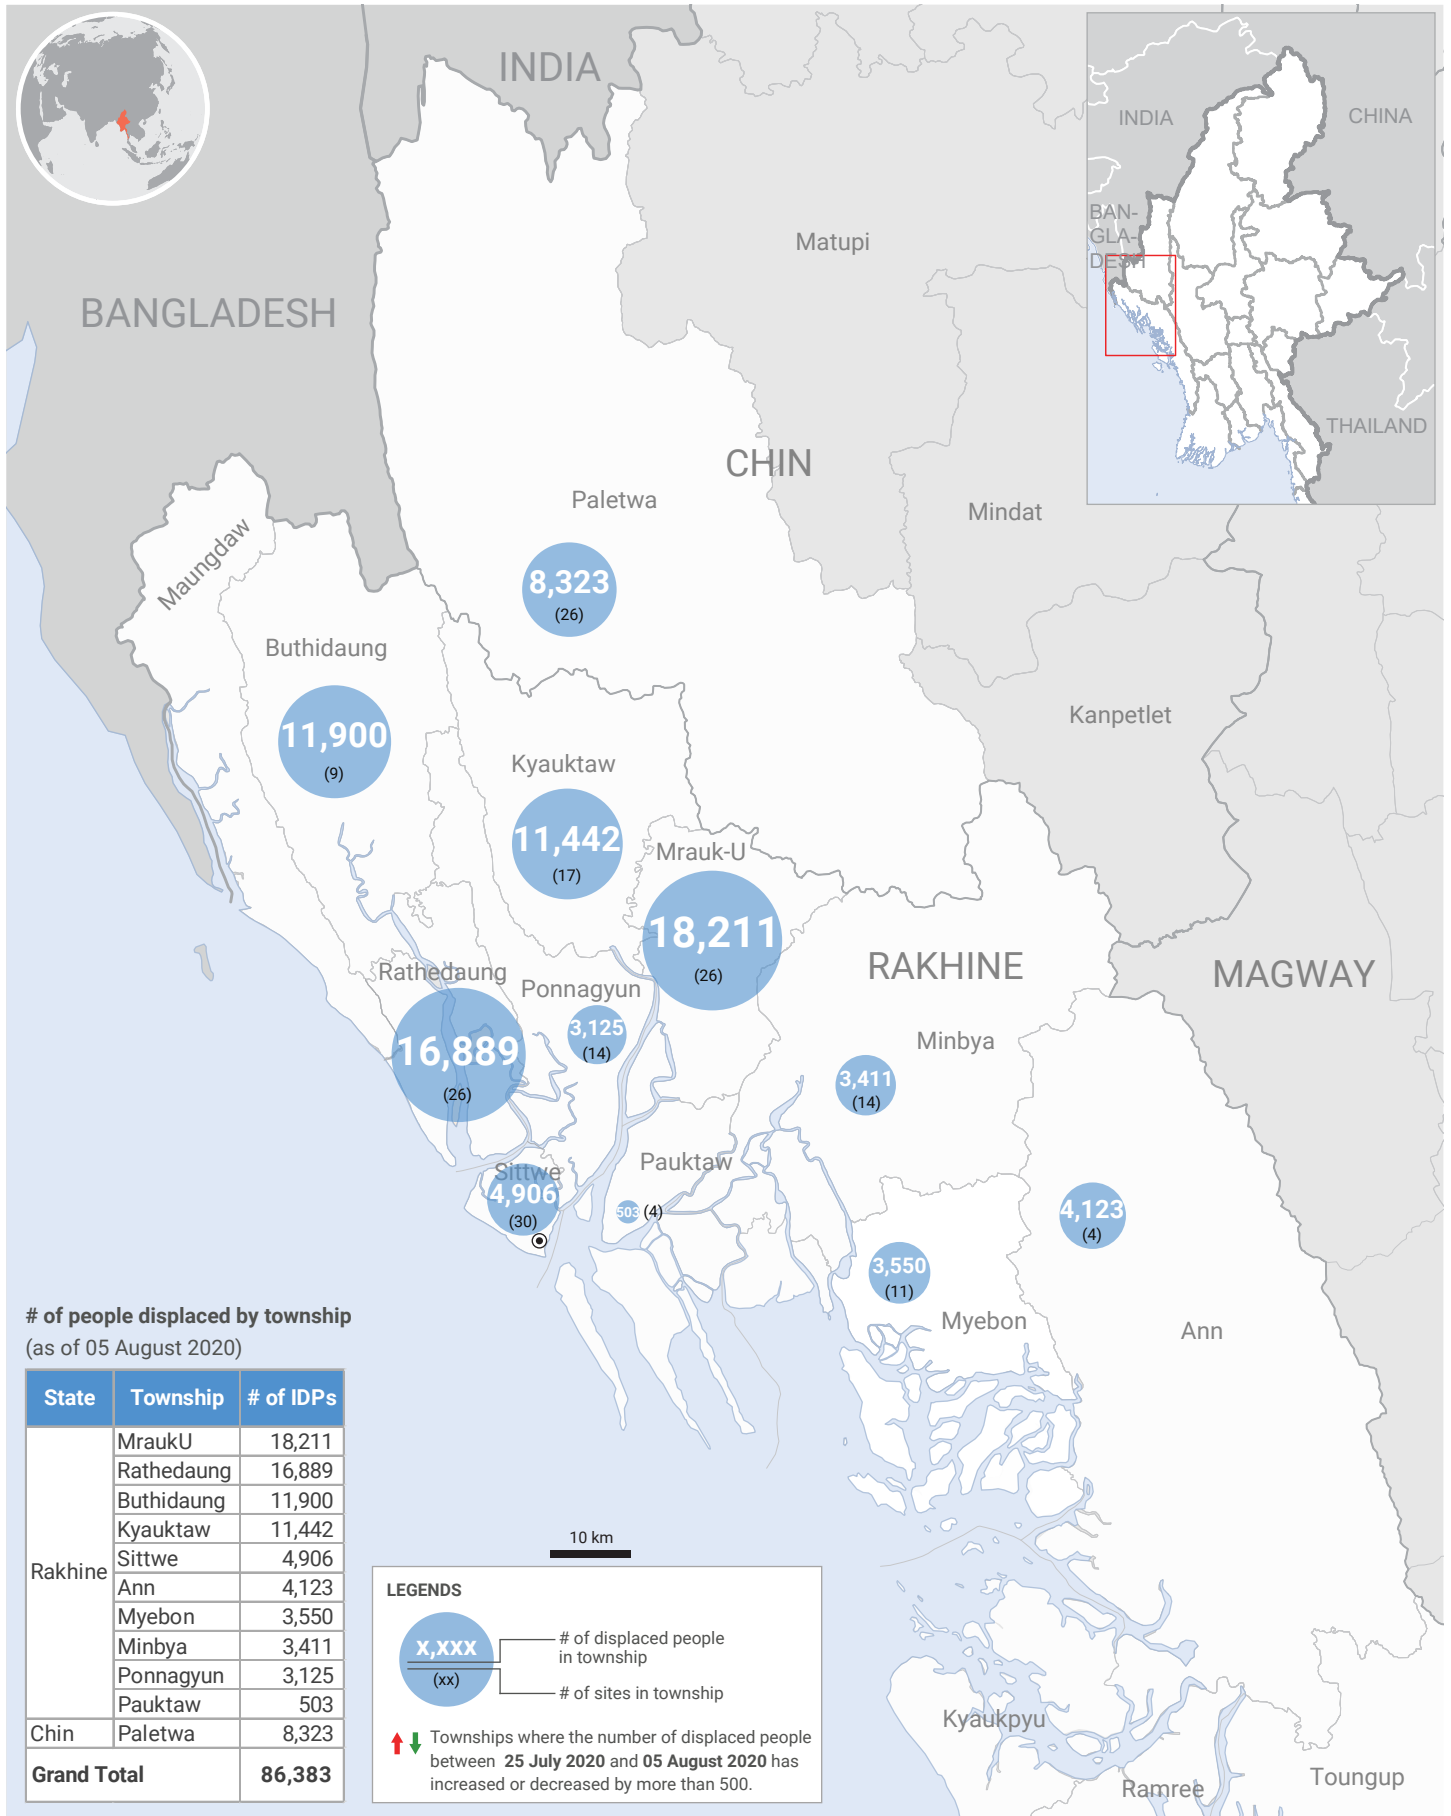 INDIA
INDIA
CHINA
BAN-
GLA-
DESH
THAILAND
Matupi
BANGLADESH
CHIN
Paletwa
Mindat
Maungdaw
8,323
(26)
Buthidaung
Kanpetlet
11,900
(9)
Kyauktaw
11,442
(17)
Mrauk-U
18,211
(26)
RAKHINE
MAGWAY
Rathedaung
Ponnagyun
16,889
(26)
3,125
(14)
Minbya
3,411
(14)
Pauktaw
Sittwe
4,906
(30)
503 (4)
4,123
(4)
3,550
(11)
Myebon
Ann
# of people displaced by township
(as of 05 August 2020)
State Township # of IDPs
Rakhine
MraukU 18,211
Rathedaung 16,889
Buthidaung 11,900
Kyauktaw 11,442
Sittwe 4,906
Ann 4,123
Myebon 3,550
Minbya 3,411
Ponnagyun 3,125
Pauktaw 503
Chin Paletwa 8,323
Grand Total 86,383
10 km
LEGENDS
x,xxx
(xx)
# of displaced people
in township
# of sites in township
Townships where the number of displaced people
between 25 July 2020 and 05 August 2020 has
increased or decreased by more than 500.
Kyaukpyu
Ramree
Toungup